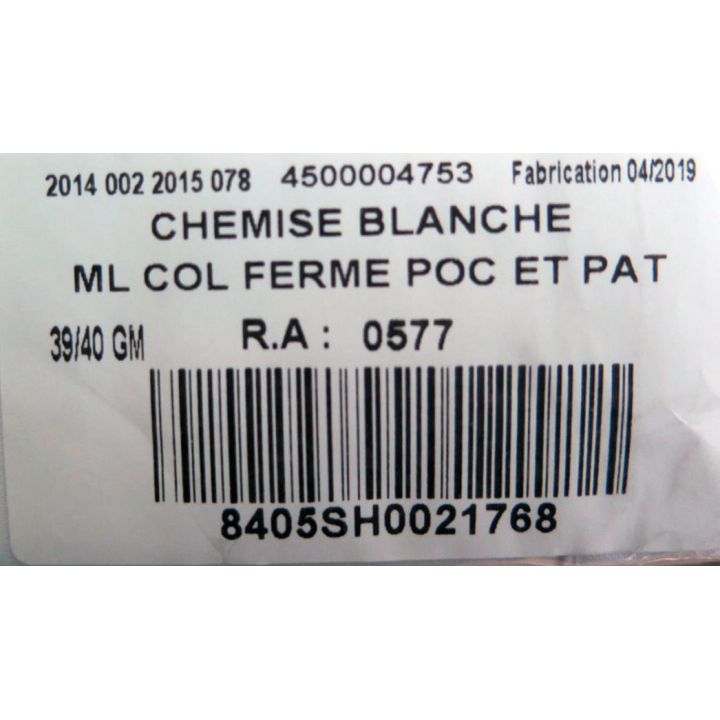 2014 002 2015 078 4500004753 Fabrication 04/2019
CHEMISE BLANCHE
ML COL FERME POC ET PAT
39/40 GM R.A : 0577
8405SH0021768